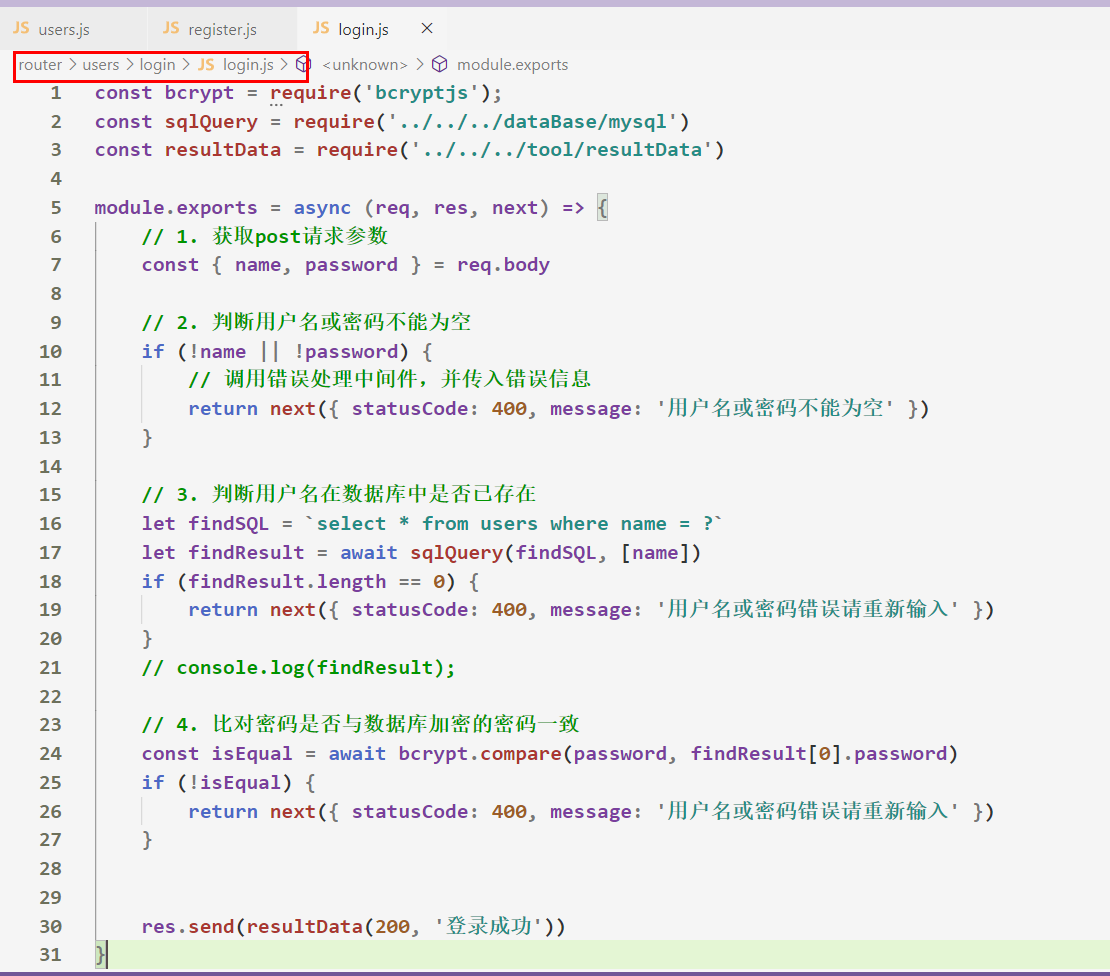 JS users.js JS register.js JS login.js ×
router > users > login > JS login.js > <unknown> > module.exports
1 const bcrypt = require('bcryptjs');
2 const sqlQuery = require('../../../dataBase/mysql')
3 const resultData = require('../../../tool/resultData')
4
5 module.exports = async (req, res, next) => {
6 // 1. 获取post请求参数
7 const { name, password } = req.body
8
9 // 2. 判断用户名或密码不能为空
10 if (!name || !password) {
11 // 调用错误处理中间件，并传入错误信息
12 return next({ statusCode: 400, message: '用户名或密码不能为空' })
13 }
14
15 // 3. 判断用户名在数据库中是否已存在
16 let findSQL = `select * from users where name = ?`
17 let findResult = await sqlQuery(findSQL, [name])
18 if (findResult.length == 0) {
19 return next({ statusCode: 400, message: '用户名或密码错误请重新输入' })
20 }
21 // console.log(findResult);
22
23 // 4. 比对密码是否与数据库加密的密码一致
24 const isEqual = await bcrypt.compare(password, findResult[0].password)
25 if (!isEqual) {
26 return next({ statusCode: 400, message: '用户名或密码错误请重新输入' })
27 }
28
29
30 res.send(resultData(200, '登录成功'))
31 }